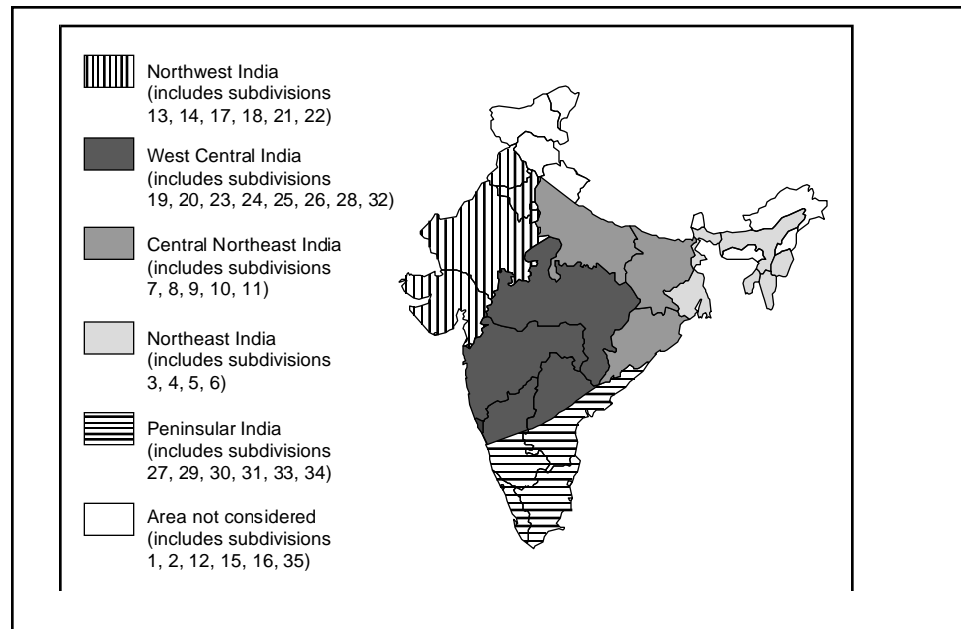 Northwest India
(includes subdivisions
13, 14, 17, 18, 21, 22)
West Central India
(includes subdivisions
19, 20, 23, 24, 25, 26, 28, 32)
Central Northeast India
(includes subdivisions
7, 8, 9, 10, 11)
Northeast India
(includes subdivisions
3, 4, 5, 6)
Peninsular India
(includes subdivisions
27, 29, 30, 31, 33, 34)
Area not considered
(includes subdivisions
1, 2, 12, 15, 16, 35)